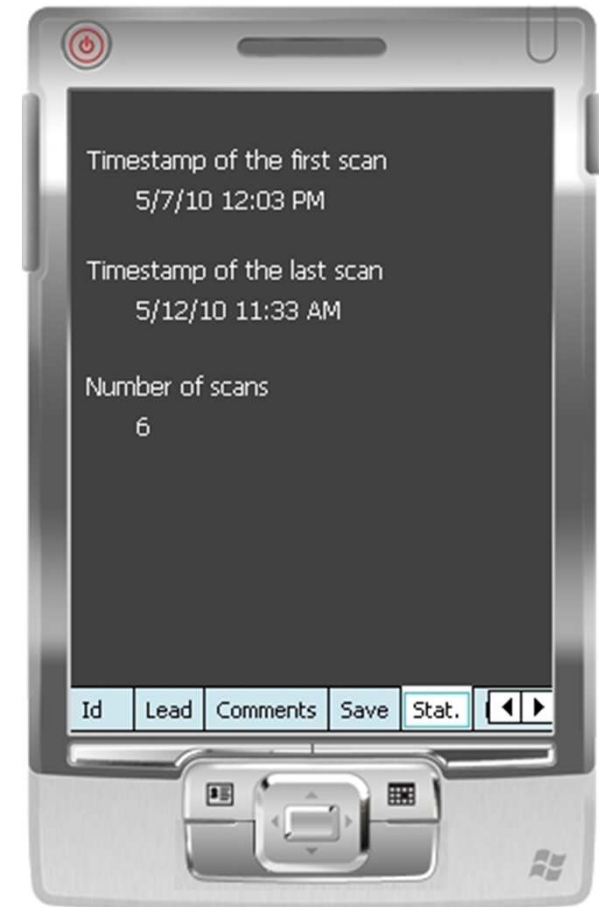 Timestamp of the first scan
5/7/10 12:03 PM
Timestamp of the last scan
5/12/10 11:33 AM
Number of scans
6
Id Lead Comments Save Stat.